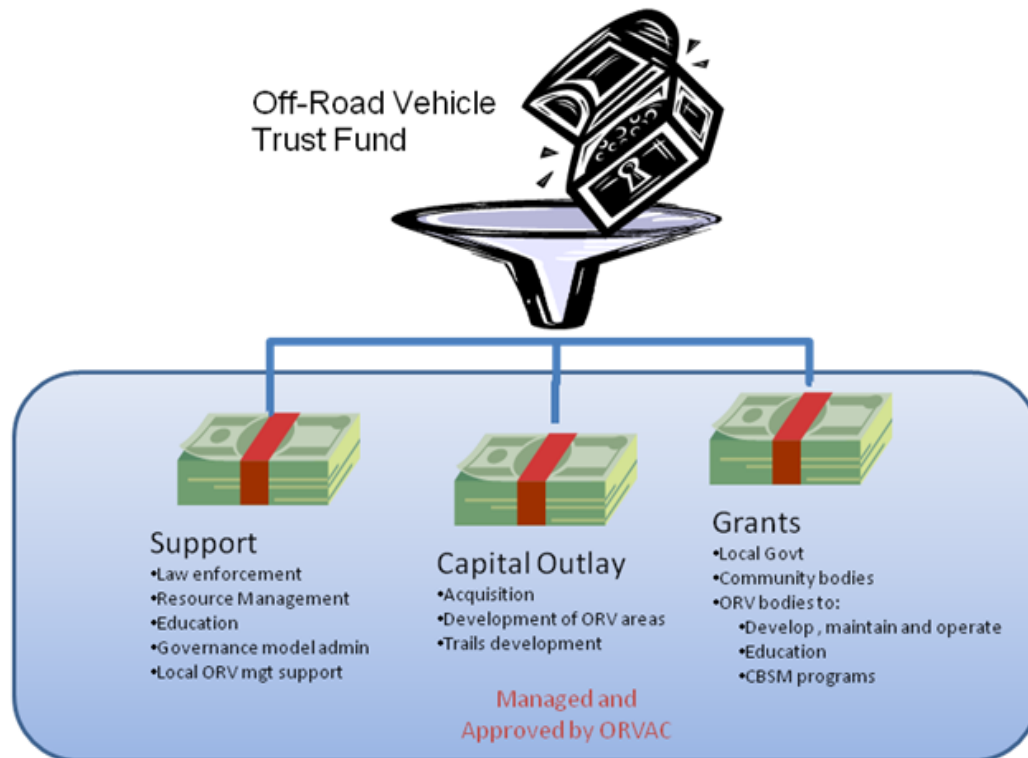 Off-Road Vehicle
Trust Fund
Support
•Law enforcement
•Resource Management
•Education
•Governance model admin
•Local ORV mgt support
Capital Outlay
•Acquisition
•Development of ORV areas
•Trails development
Grants
•Local Govt
•Community bodies
•ORV bodies to:
•Develop , maintain and operate
•Education
•CBSM programs
Managed and
Approved by ORVAC